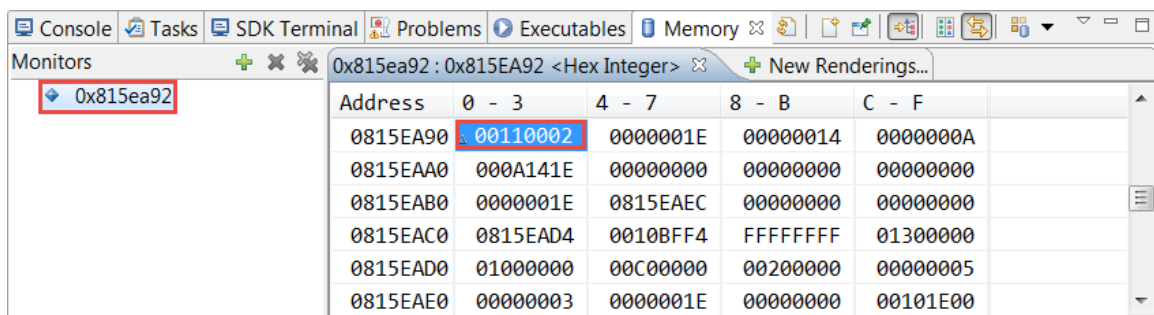 Console Tasks SDK Terminal Problems Executables Memory
Monitors 0x815ea92 : 0x815EA92 <Hex Integer> New Renderings...
0x815ea92
Address 0 - 3 4 - 7 8 - B C - F
0815EA90 00110002 0000001E 00000014 0000000A
0815EAA0 000A141E 00000000 00000000 00000000
0815EAB0 0000001E 0815EAEC 00000000 00000000
0815EAC0 0815EAD4 0010BFF4 FFFFFFFF 01300000
0815EAD0 01000000 00C00000 00200000 00000005
0815EAE0 00000003 0000001E 00000000 00101E00